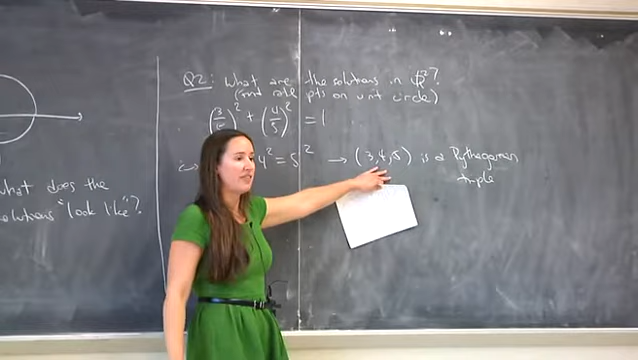 Q2: What are the solutions in ℚ²?
(find rat'l pts on unit circle)
(3/5)² + (4/5)² = 1
4² = 5² → (3,4,5) is a Pythagorean
triple
What does the
solutions "look like"?